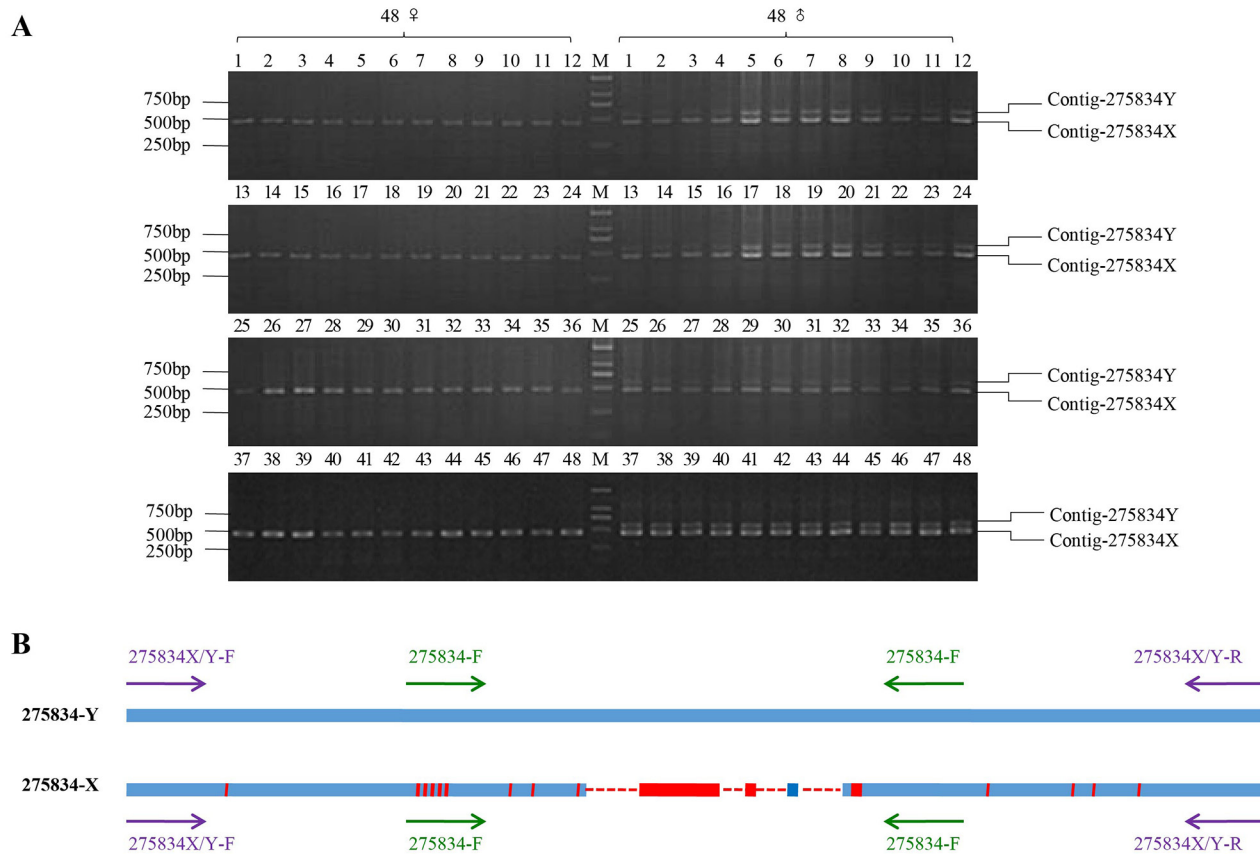 A
48 ♀
48 ♂
1 2 3 4 5 6 7 8 9 10 11 12 M 1 2 3 4 5 6 7 8 9 10 11 12
750bp
500bp
250bp
Contig-275834Y
Contig-275834X
13 14 15 16 17 18 19 20 21 22 23 24 M 13 14 15 16 17 18 19 20 21 22 23 24
750bp
500bp
250bp
Contig-275834Y
Contig-275834X
25 26 27 28 29 30 31 32 33 34 35 36 M 25 26 27 28 29 30 31 32 33 34 35 36
750bp
500bp
250bp
Contig-275834Y
Contig-275834X
37 38 39 40 41 42 43 44 45 46 47 48 M 37 38 39 40 41 42 43 44 45 46 47 48
750bp
500bp
250bp
Contig-275834Y
Contig-275834X
B
275834X/Y-F 275834-F 275834-F 275834X/Y-R
275834-Y
275834-X
275834X/Y-F 275834-F 275834-F 275834X/Y-R